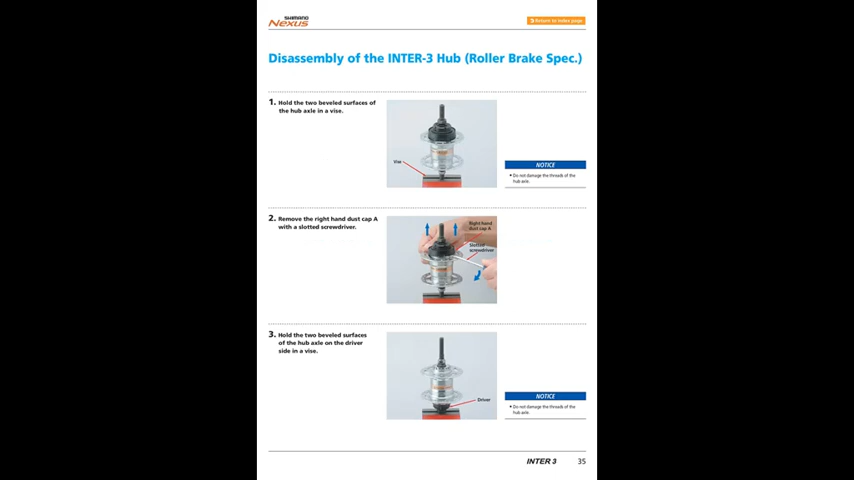 SHIMANO
Nexus
Return to index page
Disassembly of the INTER-3 Hub (Roller Brake Spec.)
1. Hold the two beveled surfaces of
the hub axle in a vise.
Vise
NOTICE
• Do not damage the threads of the
hub axle.
2. Remove the right hand dust cap A
with a slotted screwdriver.
Right hand
dust cap A
Slotted
screwdriver
3. Hold the two beveled surfaces
of the hub axle on the driver
side in a vise.
Driver
NOTICE
• Do not damage the threads of the
hub axle.
INTER 3
35